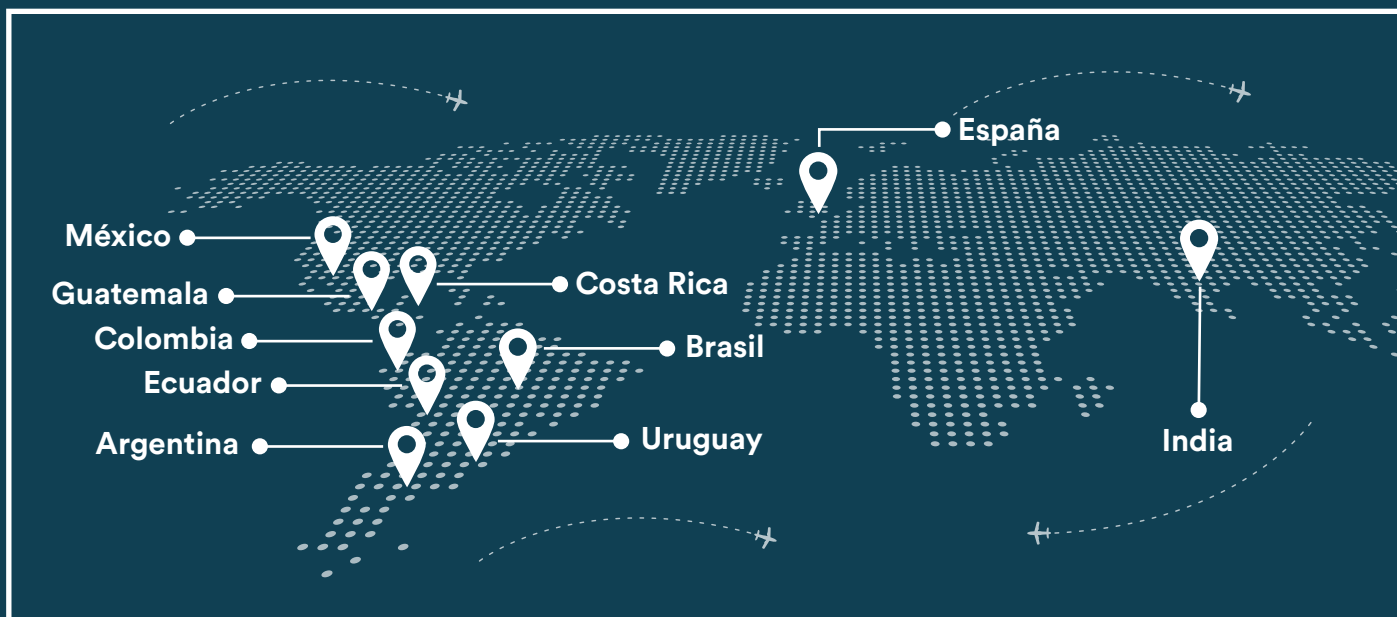 España
México
Guatemala
Costa Rica
Colombia
Brasil
Ecuador
Argentina
Uruguay
India